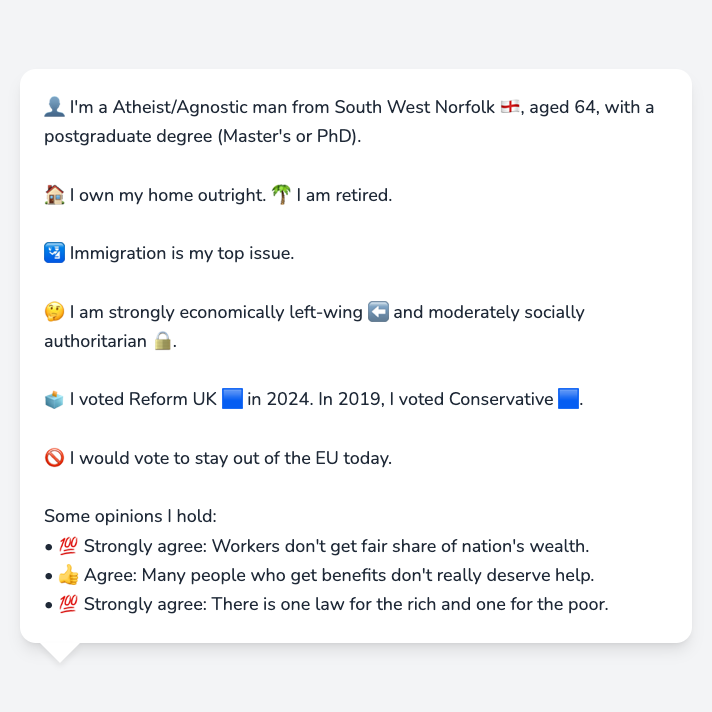 👤 I'm a Atheist/Agnostic man from South West Norfolk 🏴󠁧󠁢󠁥󠁮󠁧󠁿, aged 64, with a
postgraduate degree (Master's or PhD).
🏠 I own my home outright. 🌴 I am retired.
🛂 Immigration is my top issue.
🤔 I am strongly economically left-wing ⬅️ and moderately socially
authoritarian 🔒.
🗳️ I voted Reform UK 🟦 in 2024. In 2019, I voted Conservative 🟦.
🚫 I would vote to stay out of the EU today.
Some opinions I hold:
• 💯 Strongly agree: Workers don't get fair share of nation's wealth.
• 👍 Agree: Many people who get benefits don't really deserve help.
• 💯 Strongly agree: There is one law for the rich and one for the poor.